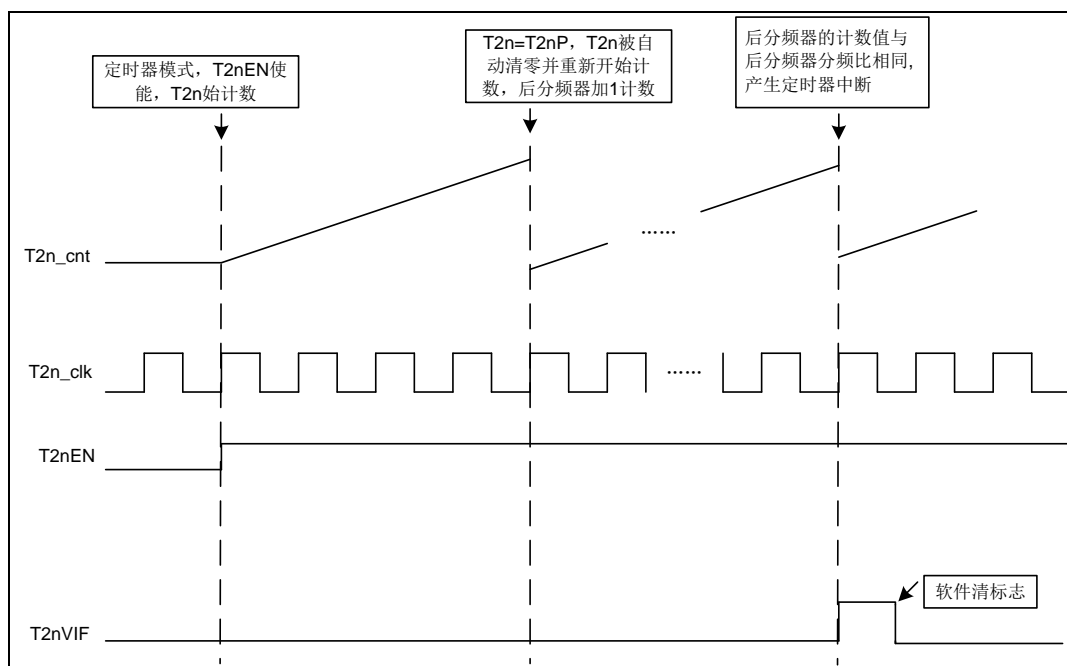 定时器模式，T2nEN使
能，T2n始计数
T2n=T2nP，T2n被自
动清零并重新开始计
数，后分频器加1计数
后分频器的计数值与
后分频器分频比相同,
产生定时器中断
T2n_cnt
……
T2n_clk
……
T2nEN
软件清标志
T2nVIF